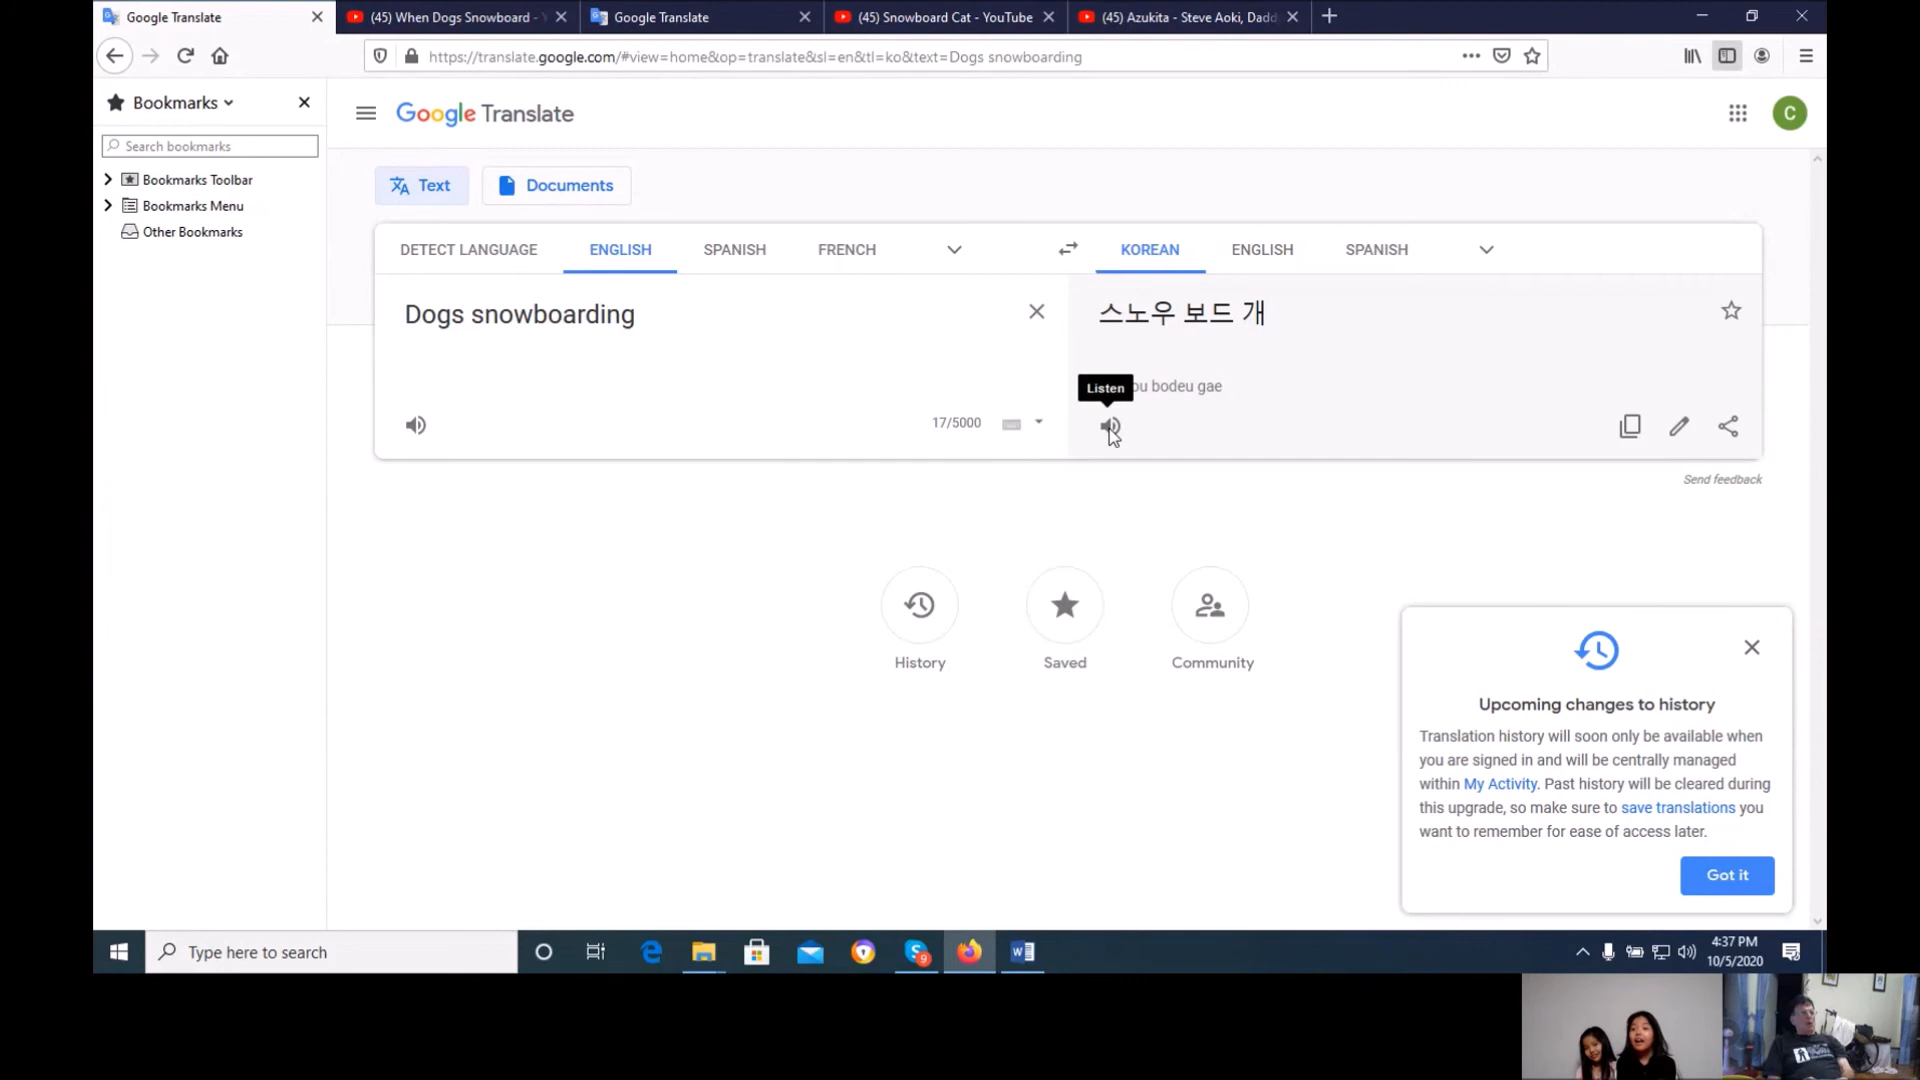 Google Translate
(45) When Dogs Snowboard -
Google Translate
(45) Snowboard Cat - YouTube
(45) Azukita - Steve Aoki, Dadd
https://translate.google.com/#view=home&op=translate&sl=en&tl=ko&text=Dogs snowboarding
Bookmarks
Search bookmarks
Bookmarks Toolbar
Bookmarks Menu
Other Bookmarks
Google Translate
C
Text
Documents
DETECT LANGUAGE
ENGLISH
SPANISH
FRENCH
KOREAN
ENGLISH
SPANISH
Dogs snowboarding
스노우 보드 개
Listen
bodeu gae
17/5000
Send feedback
History
Saved
Community
Upcoming changes to history
Translation history will soon only be available when
you are signed in and will be centrally managed
within My Activity. Past history will be cleared during
this upgrade, so make sure to save translations you
want to remember for ease of access later.
Got it
Type here to search
9
4:37 PM
10/5/2020